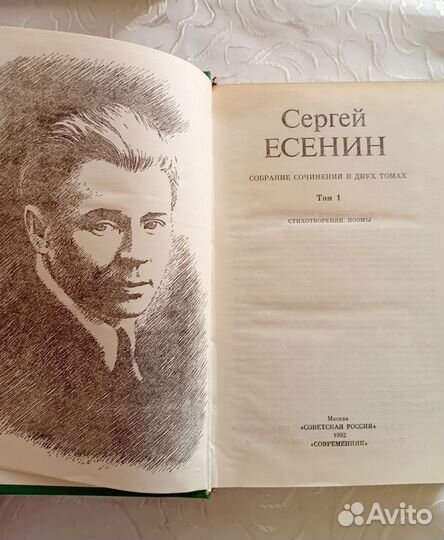 Сергей
ЕСЕНИН
СОБРАНИЕ СОЧИНЕНИЙ В ДВУХ ТОМАХ
Том 1
СТИХОТВОРЕНИЯ. ПОЭМЫ
Москва
«СОВЕТСКАЯ РОССИЯ»
1992
«СОВРЕМЕННИК»
Avito